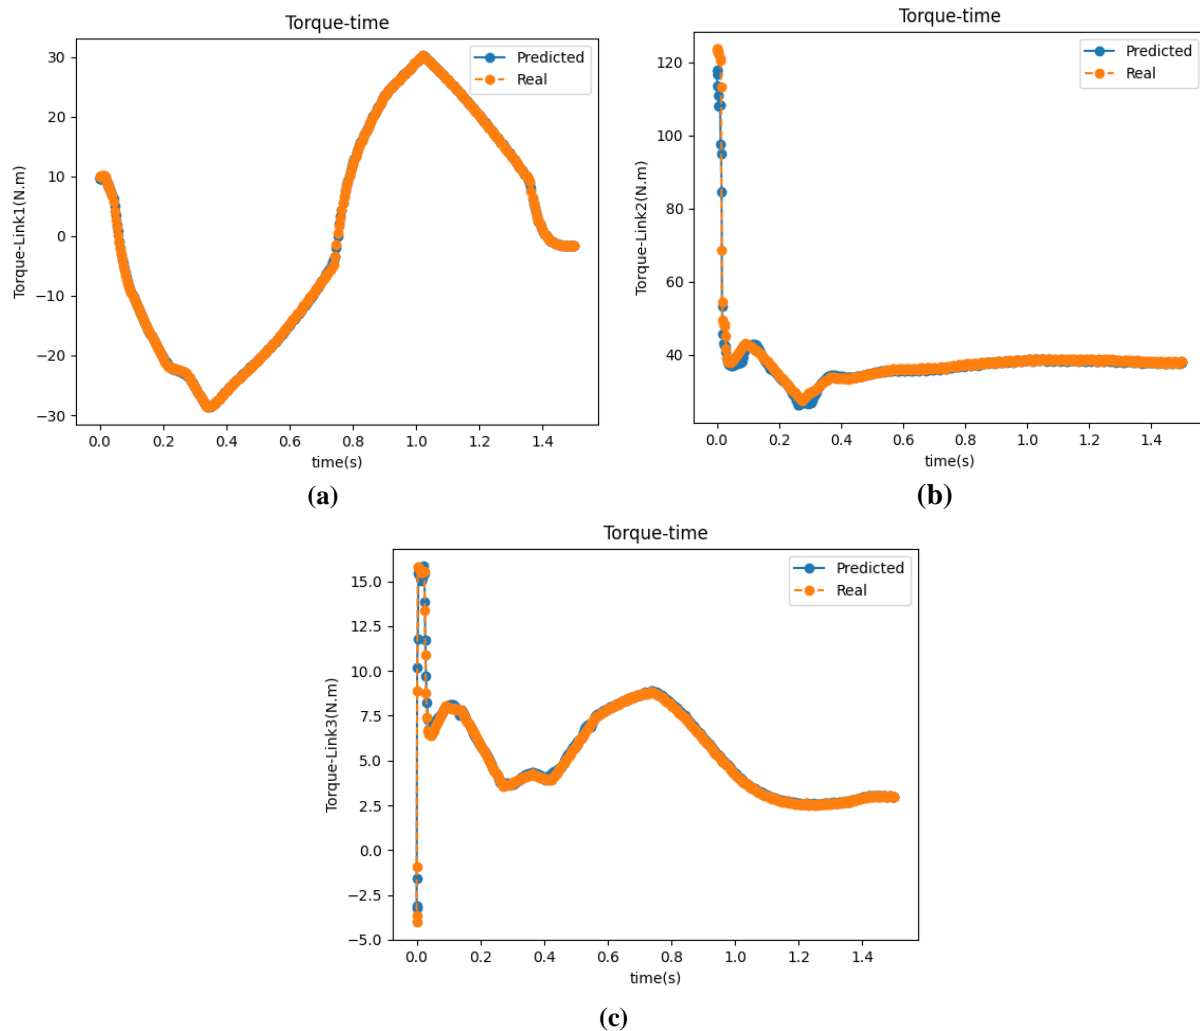 Torque-time
Torque-Link1(N.m)
30
20
10
0
−10
−20
−30
Predicted
Real
0.0 0.2 0.4 0.6 0.8 1.0 1.2 1.4
time(s)
(a)
Torque-time
Torque-Link2(N.m)
120
100
80
60
40
Predicted
Real
0.0 0.2 0.4 0.6 0.8 1.0 1.2 1.4
time(s)
(b)
Torque-time
Torque-Link3(N.m)
15.0
12.5
10.0
7.5
5.0
2.5
0.0
−2.5
−5.0
Predicted
Real
0.0 0.2 0.4 0.6 0.8 1.0 1.2 1.4
time(s)
(c)